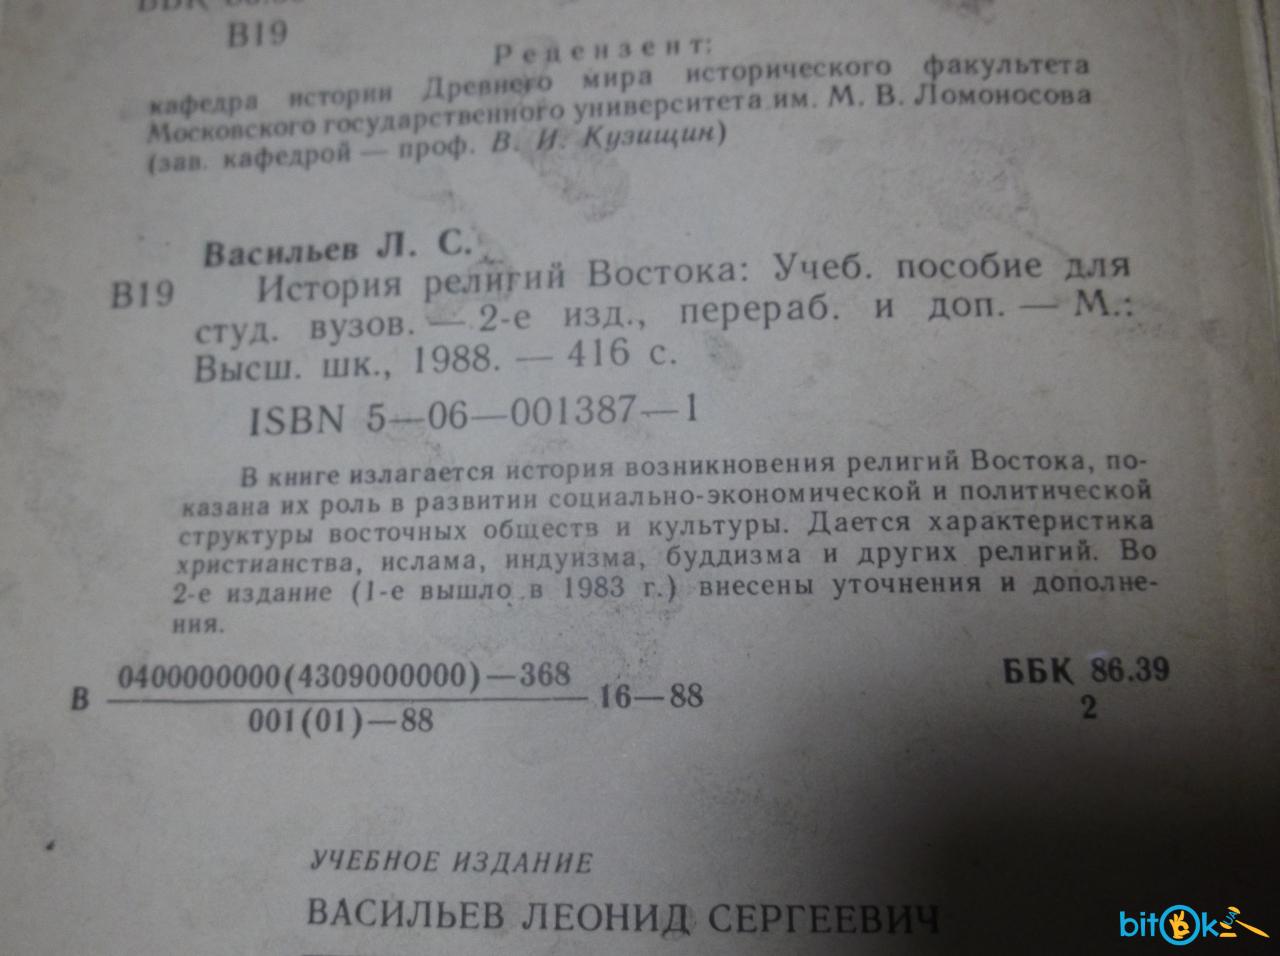 В19
Рецензент:
кафедра истории Древнего мира исторического факультета
Московского государственного университета им. М. В. Ломоносова
(зав. кафедрой — проф. В. И. Кузищин)
Васильев Л. С.
В19 История религий Востока: Учеб. пособие для
студ. вузов. — 2-е изд., перераб. и доп. — М.:
Высш. шк., 1988. — 416 с.
ISBN 5—06—001387—1
В книге излагается история возникновения религий Востока, по-
казана их роль в развитии социально-экономической и политической
структуры восточных обществ и культуры. Дается характеристика
христианства, ислама, индуизма, буддизма и других религий. Во
2-е издание (1-е вышло в 1983 г.) внесены уточнения и дополне-
ния.
0400000000(4309000000)—368
В 16—88
001(01)—88
ББК 86.39
2
УЧЕБНОЕ ИЗДАНИЕ
ВАСИЛЬЕВ ЛЕОНИД СЕРГЕЕВИЧ
bitOk UA